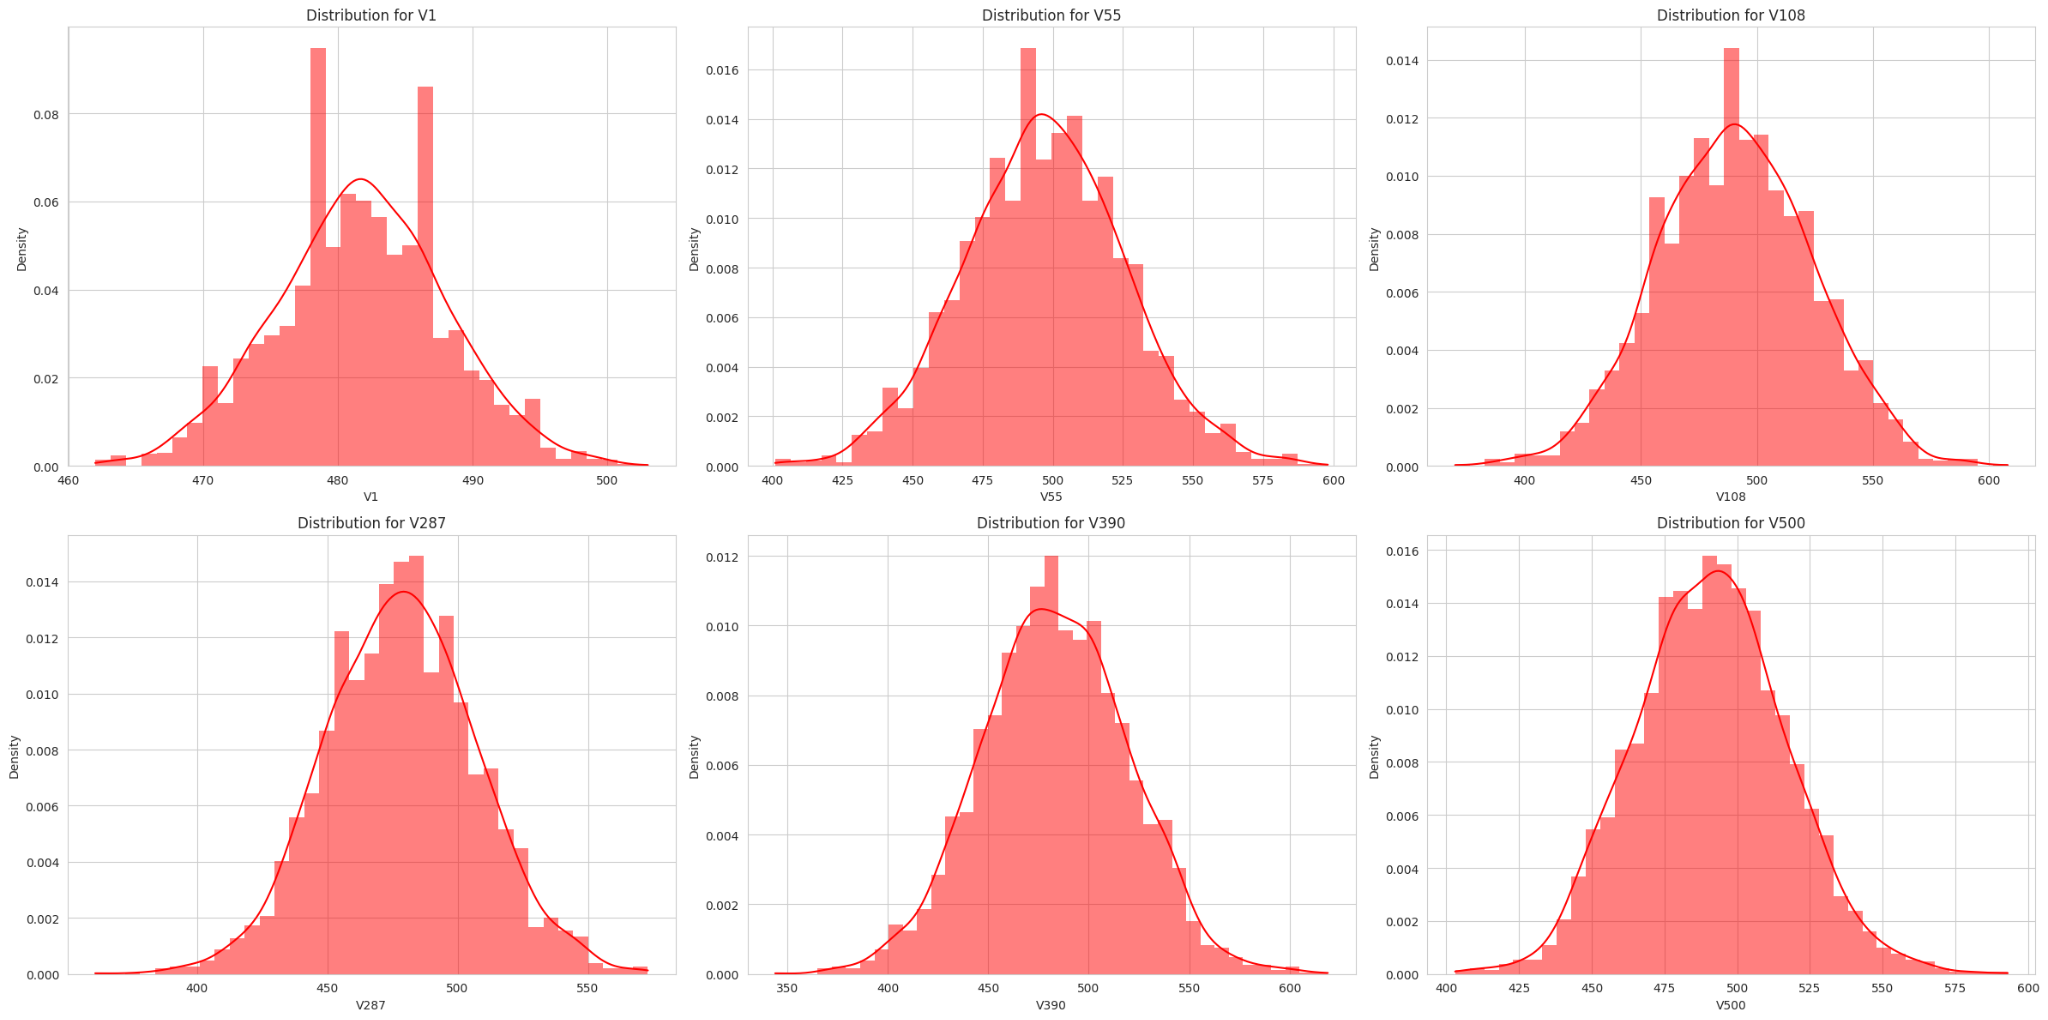 Distribution for V1
Density
0.08
0.06
0.04
0.02
0.00
460 470 480 490 500
V1
Distribution for V55
Density
0.016
0.014
0.012
0.010
0.008
0.006
0.004
0.002
0.000
400 425 450 475 500 525 550 575 600
V55
Distribution for V108
Density
0.014
0.012
0.010
0.008
0.006
0.004
0.002
0.000
400 450 500 550 600
V108
Distribution for V287
Density
0.014
0.012
0.010
0.008
0.006
0.004
0.002
0.000
400 450 500 550
V287
Distribution for V390
Density
0.012
0.010
0.008
0.006
0.004
0.002
0.000
350 400 450 500 550 600
V390
Distribution for V500
Density
0.016
0.014
0.012
0.010
0.008
0.006
0.004
0.002
0.000
400 425 450 475 500 525 550 575 600
V500